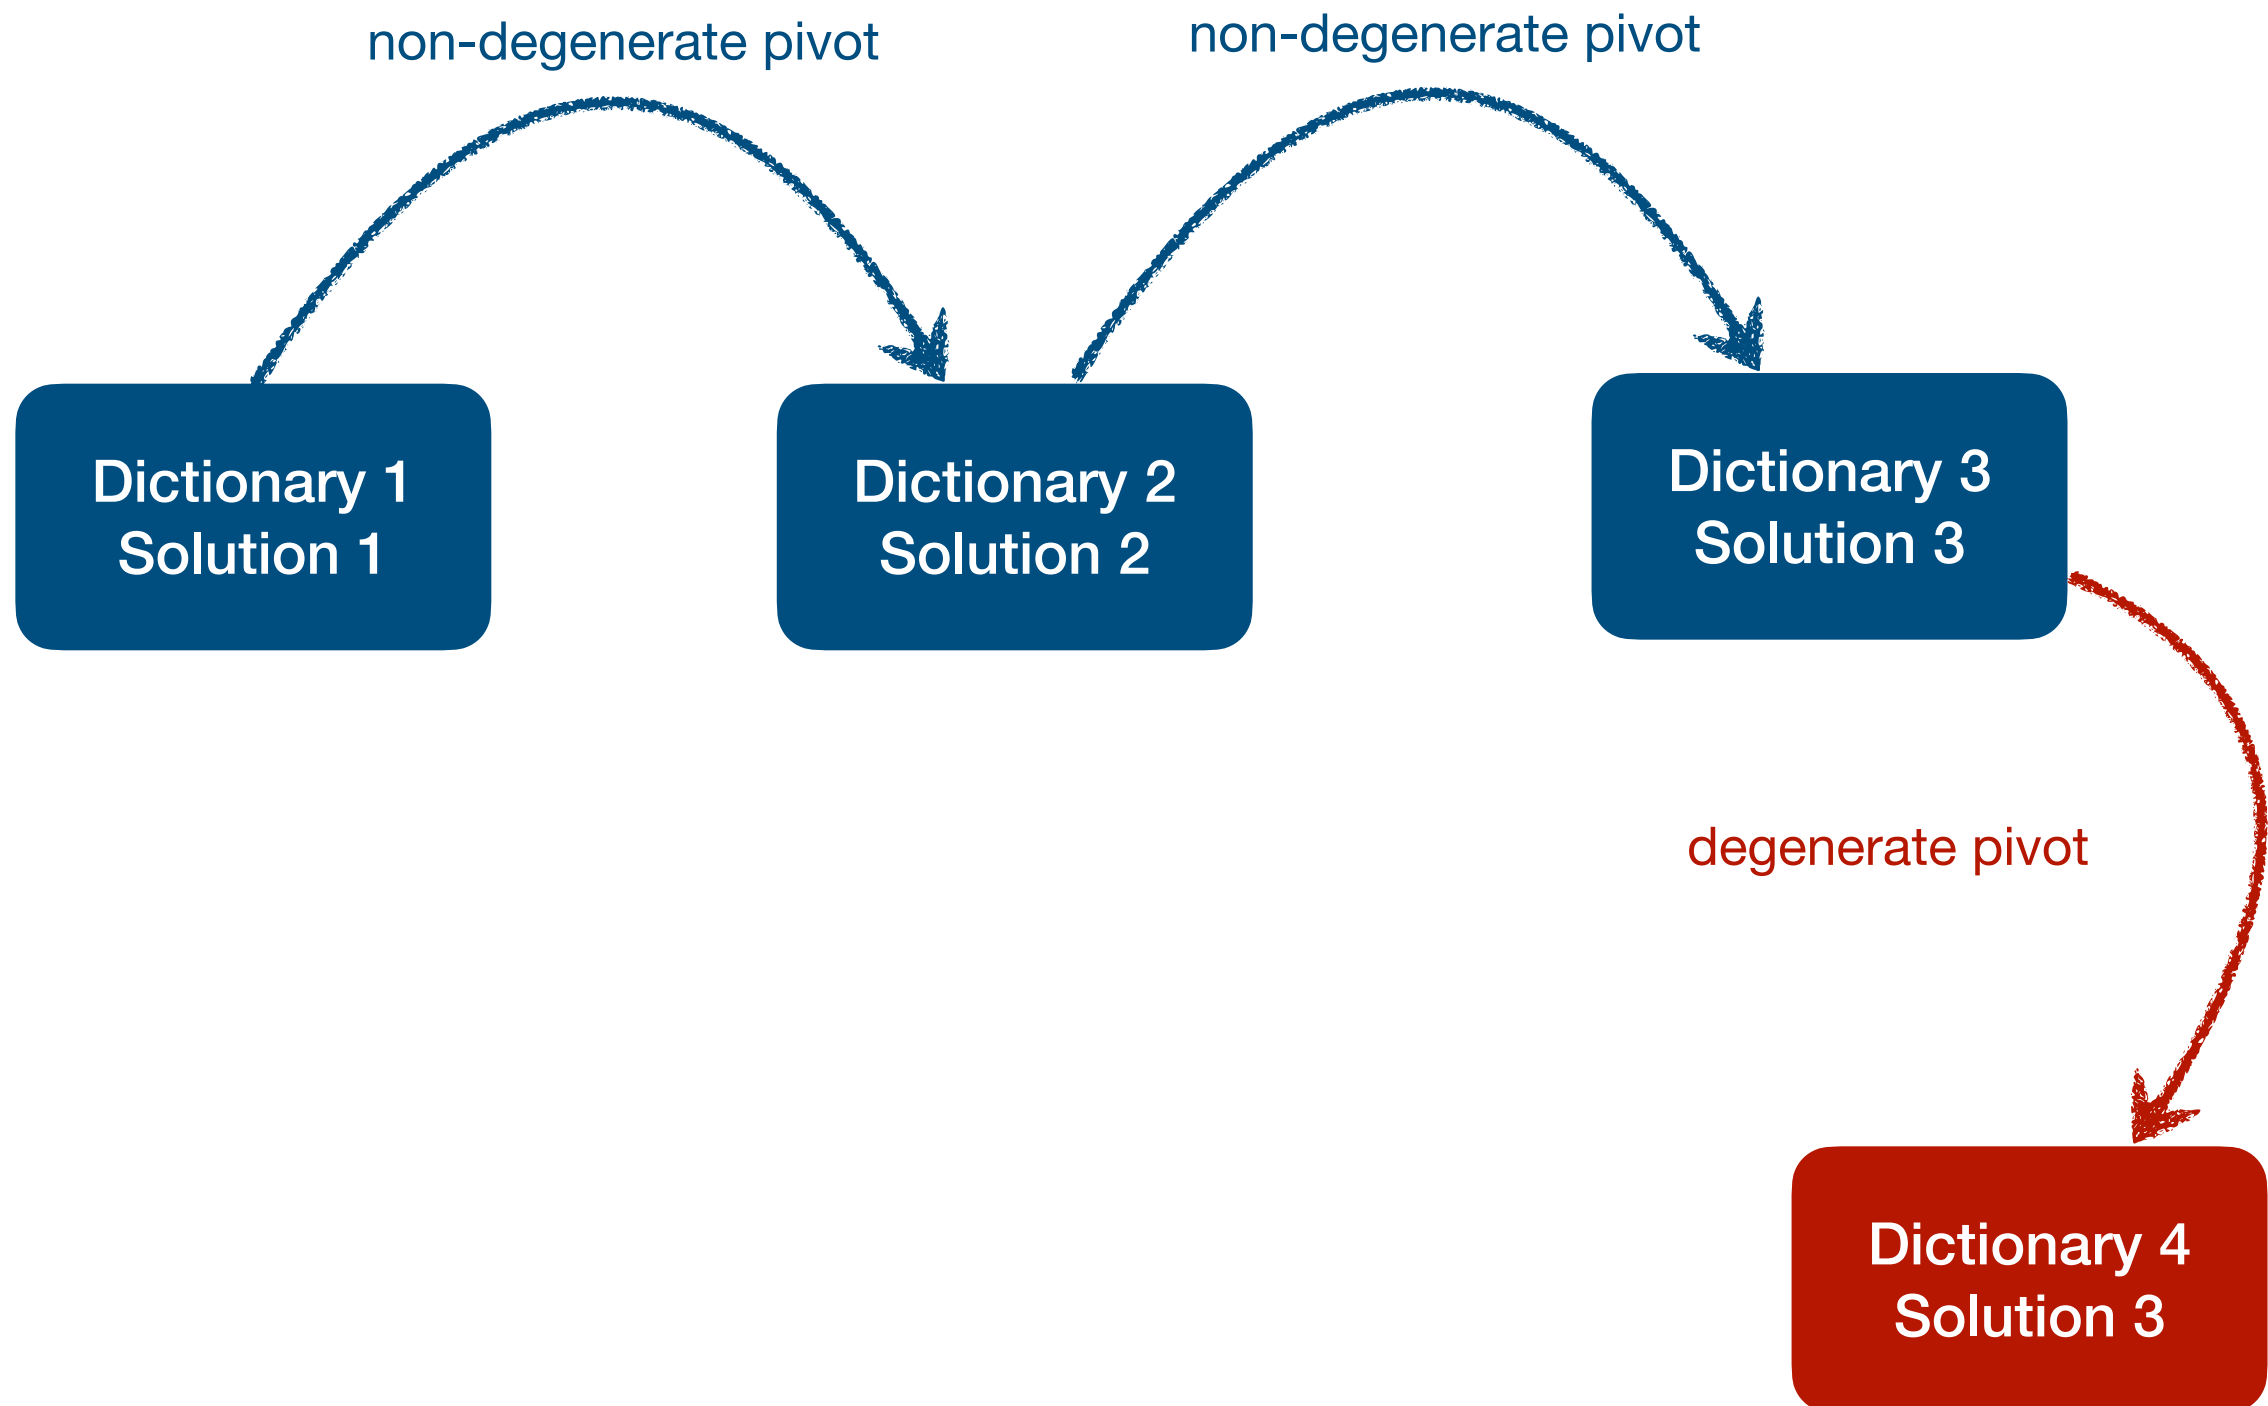 non-degenerate pivot
non-degenerate pivot
Dictionary 1
Solution 1
Dictionary 2
Solution 2
Dictionary 3
Solution 3
degenerate pivot
Dictionary 4
Solution 3